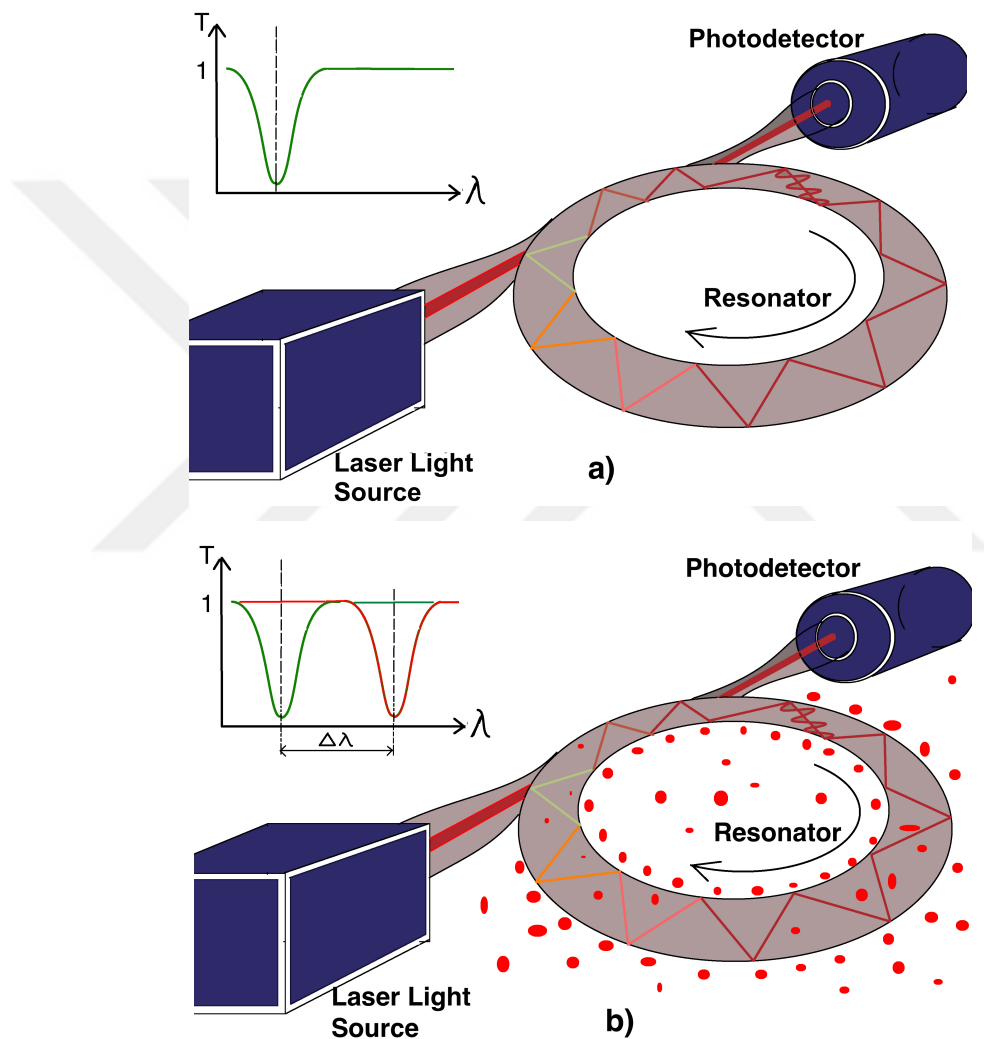 T
Photodetector
1
λ
Resonator
Laser Light
Source
a)
T
Photodetector
1
λ
Δλ
Resonator
Laser Light
Source
b)